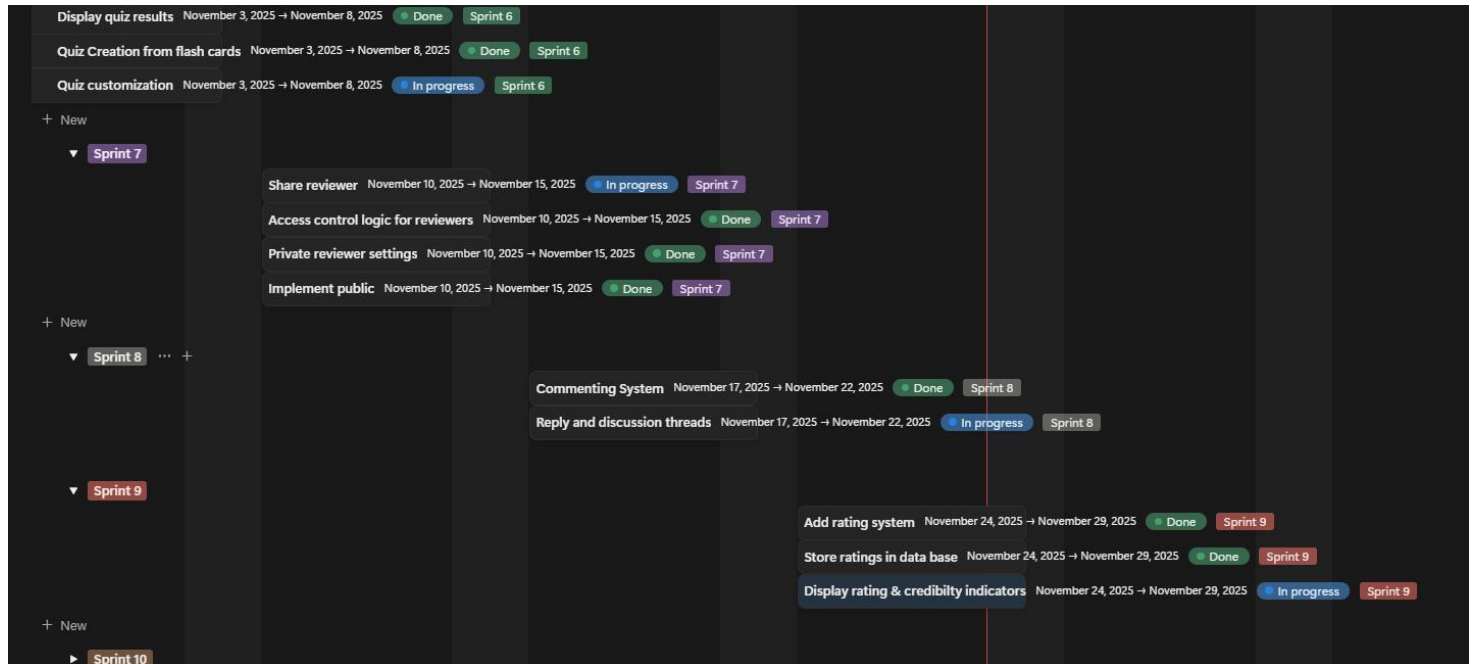 Display quiz results November 3, 2025 → November 8, 2025 Done Sprint 6
Quiz Creation from flash cards November 3, 2025 → November 8, 2025 Done Sprint 6
Quiz customization November 3, 2025 → November 8, 2025 In progress Sprint 6
+ New
▼ Sprint 7
Share reviewer November 10, 2025 → November 15, 2025 In progress Sprint 7
Access control logic for reviewers November 10, 2025 → November 15, 2025 Done Sprint 7
Private reviewer settings November 10, 2025 → November 15, 2025 Done Sprint 7
Implement public November 10, 2025 → November 15, 2025 Done Sprint 7
+ New
▼ Sprint 8 ... +
Commenting System November 17, 2025 → November 22, 2025 Done Sprint 8
Reply and discussion threads November 17, 2025 → November 22, 2025 In progress Sprint 8
▼ Sprint 9
Add rating system November 24, 2025 → November 29, 2025 Done Sprint 9
Store ratings in data base November 24, 2025 → November 29, 2025 Done Sprint 9
Display rating & credibilty indicators November 24, 2025 → November 29, 2025 In progress Sprint 9
+ New
▶ Sprint 10